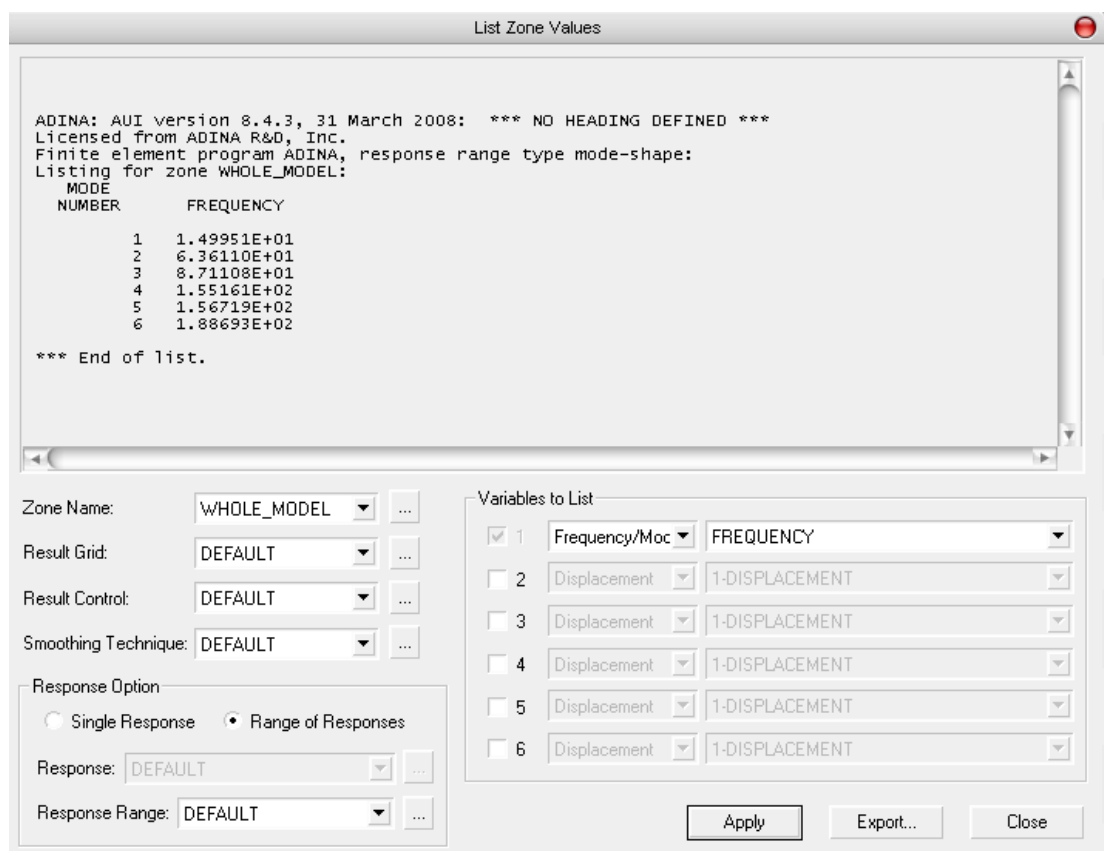 List Zone Values
ADINA: AUI version 8.4.3, 31 March 2008: *** NO HEADING DEFINED ***
Licensed from ADINA R&D, Inc.
Finite element program ADINA, response range type mode-shape:
Listing for zone WHOLE_MODEL:
MODE
NUMBER FREQUENCY
1 1.49951E+01
2 6.36110E+01
3 8.71108E+01
4 1.55161E+02
5 1.56719E+02
6 1.88693E+02
*** End of list.
Zone Name: WHOLE_MODEL ...
Result Grid: DEFAULT ...
Result Control: DEFAULT ...
Smoothing Technique: DEFAULT ...
Response Option
Single Response Range of Responses
Response: DEFAULT ...
Response Range: DEFAULT ...
Variables to List
1 Frequency/Moc FREQUENCY
2 Displacement 1-DISPLACEMENT
3 Displacement 1-DISPLACEMENT
4 Displacement 1-DISPLACEMENT
5 Displacement 1-DISPLACEMENT
6 Displacement 1-DISPLACEMENT
Apply Export... Close